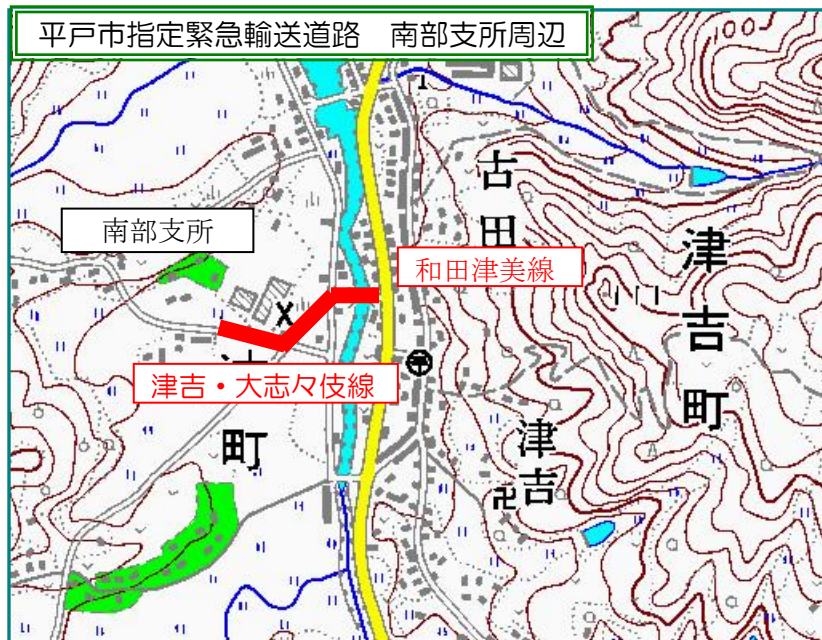 平戸市指定緊急輸送道路 南部支所周辺
古田
津吉町
南部支所
和田津美線
津吉・大志々伎線
町
津吉